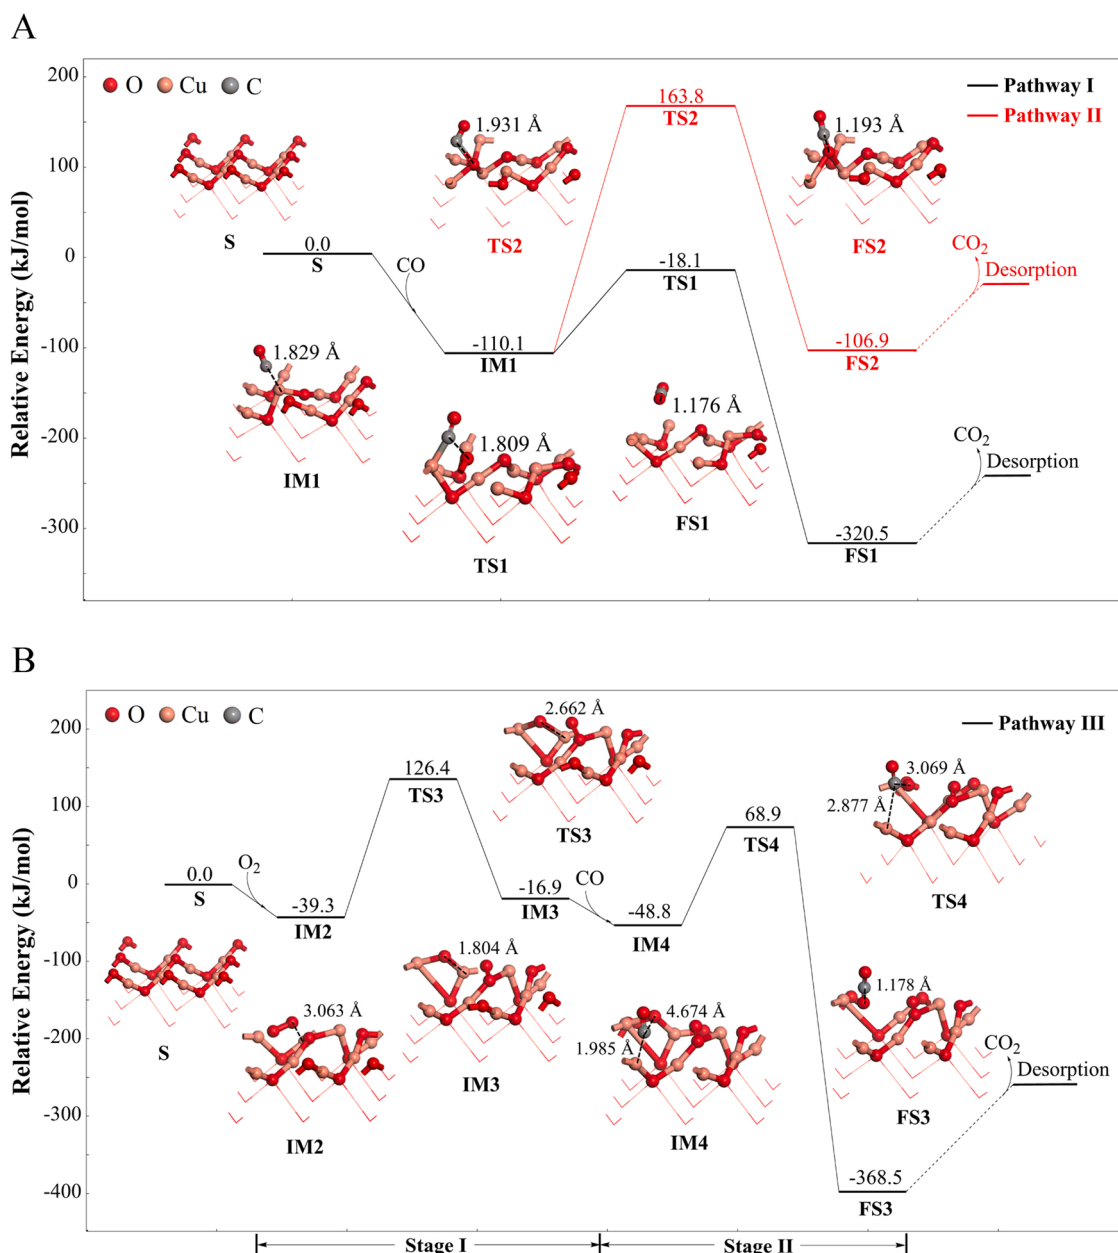 A
200
100
0
-100
-200
-300
Relative Energy (kJ/mol)
O Cu C
Pathway I
Pathway II
163.8
TS2
1.931 Å
TS2
1.193 Å
FS2
S
0.0
S
CO
-18.1
TS1
CO₂
Desorption
-110.1
IM1
-106.9
FS2
1.829 Å
IM1
1.809 Å
TS1
1.176 Å
FS1
CO₂
Desorption
-320.5
FS1
B
200
100
0
-100
-200
-300
-400
Relative Energy (kJ/mol)
O Cu C
Pathway III
2.662 Å
TS3
126.4
TS3
3.069 Å
2.877 Å
TS4
68.9
TS4
0.0
S
O₂
-39.3
IM2
-16.9
IM3
CO
-48.8
IM4
S
3.063 Å
IM2
1.804 Å
IM3
4.674 Å
1.985 Å
IM4
1.178 Å
FS3
CO₂
Desorption
-368.5
FS3
Stage I
Stage II